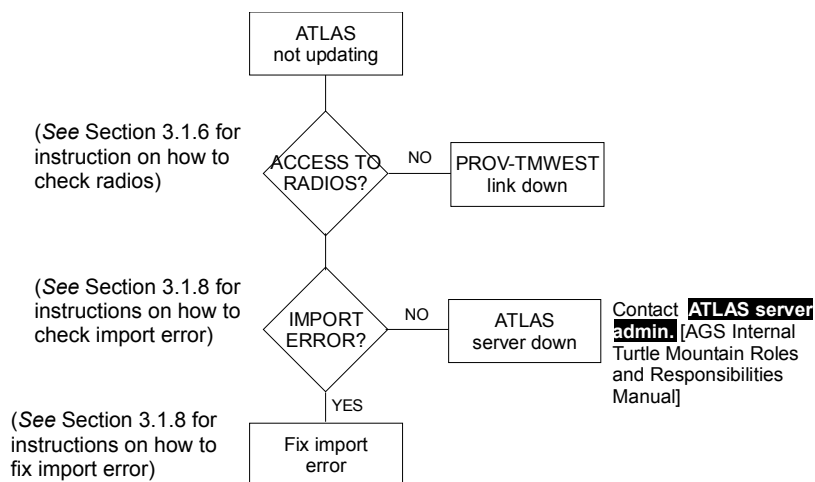 ATLAS
not updating
(See Section 3.1.6 for
instruction on how to
check radios)
ACCESS TO
RADIOS?
NO
PROV-TMWEST
link down
(See Section 3.1.8 for
instructions on how to
check import error)
IMPORT
ERROR?
NO
ATLAS
server down
Contact ATLAS server
admin. [AGS Internal
Turtle Mountain Roles
and Responsibilities
Manual]
YES
(See Section 3.1.8 for
instructions on how to
fix import error)
Fix import
error